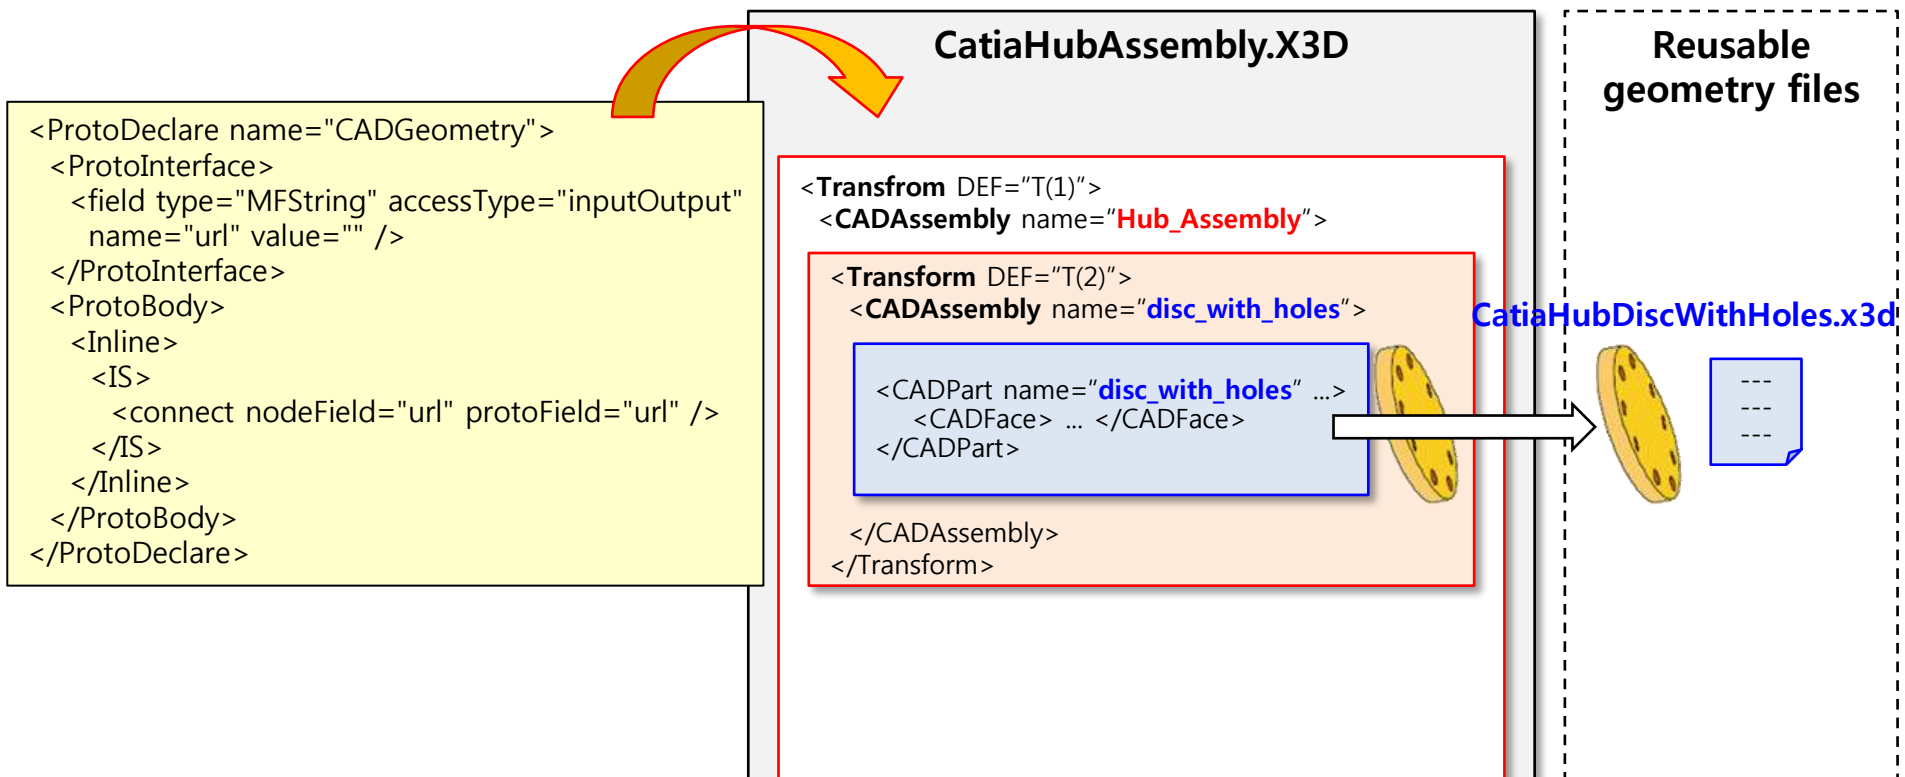 CatiaHubAssembly.X3D
Reusable
geometry files
<ProtoDeclare name="CADGeometry">
<ProtoInterface>
<field type="MFString" accessType="inputOutput"
name="url" value="" />
</ProtoInterface>
<ProtoBody>
<Inline>
<IS>
<connect nodeField="url" protoField="url" />
</IS>
</Inline>
</ProtoBody>
</ProtoDeclare>
<Transfrom DEF="T(1)">
<CADAssembly name="Hub_Assembly">
<Transform DEF="T(2)">
<CADAssembly name="disc_with_holes">
<CADPart name="disc_with_holes" ...>
<CADFace> ... </CADFace>
</CADPart>
</CADAssembly>
</Transform>
CatiaHubDiscWithHoles.x3d
---
---
---